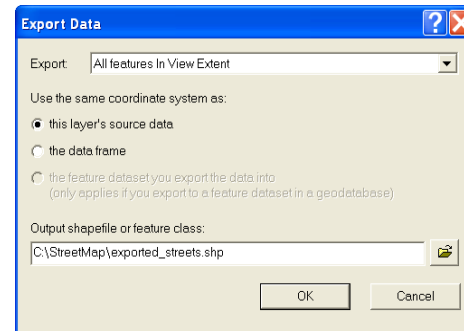 Export Data
Export: All features In View Extent
Use the same coordinate system as:
this layer's source data
the data frame
the feature dataset you export the data into
(only applies if you export to a feature dataset in a geodatabase)
Output shapefile or feature class:
C:\StreetMap\exported_streets.shp
OK Cancel